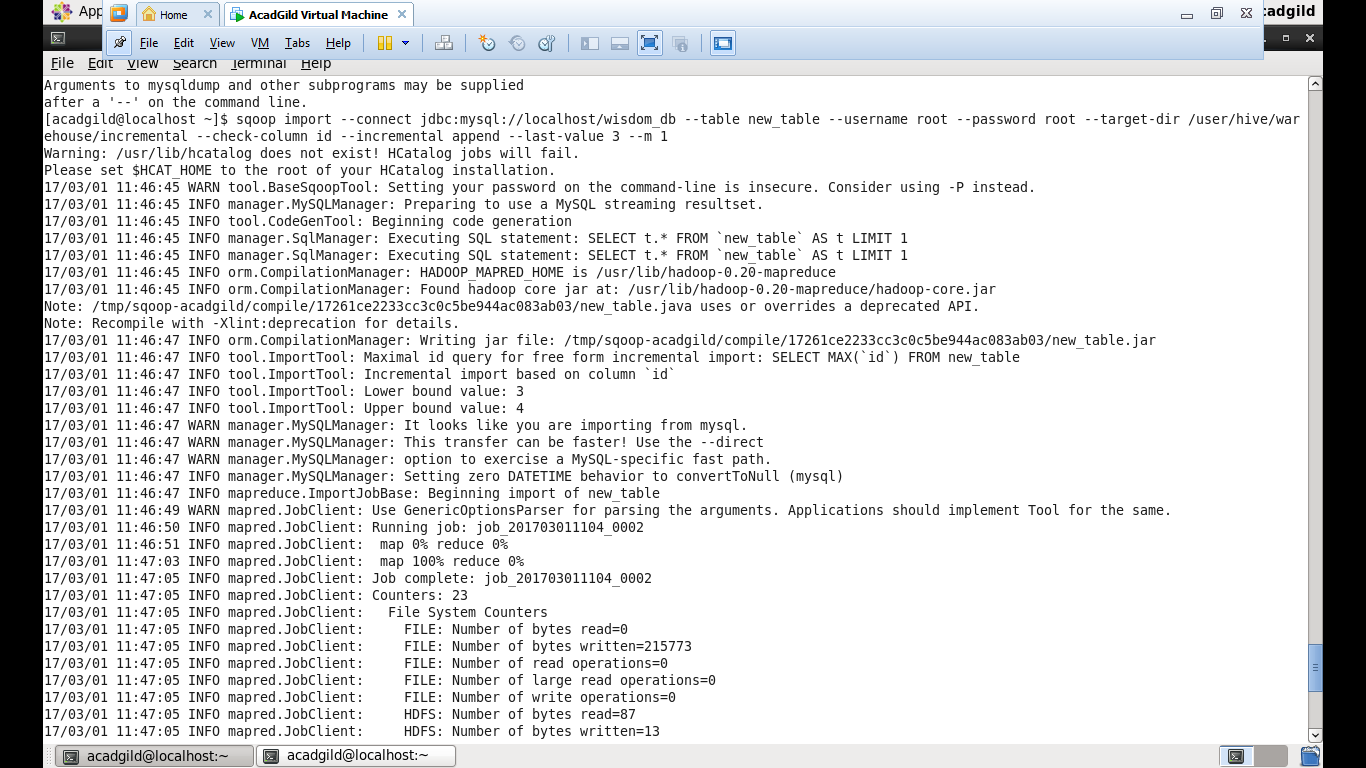 App
Home
AcadGild Virtual Machine
cadgild
File Edit View VM Tabs Help
File Edit View Search Terminal Help
Arguments to mysqldump and other subprograms may be supplied
after a '--' on the command line.
[acadgild@localhost ~]$ sqoop import --connect jdbc:mysql://localhost/wisdom_db --table new_table --username root --password root --target-dir /user/hive/war
ehouse/incremental --check-column id --incremental append --last-value 3 --m 1
Warning: /usr/lib/hcatalog does not exist! HCatalog jobs will fail.
Please set $HCAT_HOME to the root of your HCatalog installation.
17/03/01 11:46:45 WARN tool.BaseSqoopTool: Setting your password on the command-line is insecure. Consider using -P instead.
17/03/01 11:46:45 INFO manager.MySQLManager: Preparing to use a MySQL streaming resultset.
17/03/01 11:46:45 INFO tool.CodeGenTool: Beginning code generation
17/03/01 11:46:45 INFO manager.SqlManager: Executing SQL statement: SELECT t.* FROM `new_table` AS t LIMIT 1
17/03/01 11:46:45 INFO manager.SqlManager: Executing SQL statement: SELECT t.* FROM `new_table` AS t LIMIT 1
17/03/01 11:46:45 INFO orm.CompilationManager: HADOOP_MAPRED_HOME is /usr/lib/hadoop-0.20-mapreduce
17/03/01 11:46:45 INFO orm.CompilationManager: Found hadoop core jar at: /usr/lib/hadoop-0.20-mapreduce/hadoop-core.jar
Note: /tmp/sqoop-acadgild/compile/17261ce2233cc3c0c5be944ac083ab03/new_table.java uses or overrides a deprecated API.
Note: Recompile with -Xlint:deprecation for details.
17/03/01 11:46:47 INFO orm.CompilationManager: Writing jar file: /tmp/sqoop-acadgild/compile/17261ce2233cc3c0c5be944ac083ab03/new_table.jar
17/03/01 11:46:47 INFO tool.ImportTool: Maximal id query for free form incremental import: SELECT MAX(`id`) FROM new_table
17/03/01 11:46:47 INFO tool.ImportTool: Incremental import based on column `id`
17/03/01 11:46:47 INFO tool.ImportTool: Lower bound value: 3
17/03/01 11:46:47 INFO tool.ImportTool: Upper bound value: 4
17/03/01 11:46:47 WARN manager.MySQLManager: It looks like you are importing from mysql.
17/03/01 11:46:47 WARN manager.MySQLManager: This transfer can be faster! Use the --direct
17/03/01 11:46:47 WARN manager.MySQLManager: option to exercise a MySQL-specific fast path.
17/03/01 11:46:47 INFO manager.MySQLManager: Setting zero DATETIME behavior to convertToNull (mysql)
17/03/01 11:46:47 INFO mapreduce.ImportJobBase: Beginning import of new_table
17/03/01 11:46:49 WARN mapred.JobClient: Use GenericOptionsParser for parsing the arguments. Applications should implement Tool for the same.
17/03/01 11:46:50 INFO mapred.JobClient: Running job: job_201703011104_0002
17/03/01 11:46:51 INFO mapred.JobClient:  map 0% reduce 0%
17/03/01 11:47:03 INFO mapred.JobClient:  map 100% reduce 0%
17/03/01 11:47:05 INFO mapred.JobClient: Job complete: job_201703011104_0002
17/03/01 11:47:05 INFO mapred.JobClient: Counters: 23
17/03/01 11:47:05 INFO mapred.JobClient:   File System Counters
17/03/01 11:47:05 INFO mapred.JobClient:     FILE: Number of bytes read=0
17/03/01 11:47:05 INFO mapred.JobClient:     FILE: Number of bytes written=215773
17/03/01 11:47:05 INFO mapred.JobClient:     FILE: Number of read operations=0
17/03/01 11:47:05 INFO mapred.JobClient:     FILE: Number of large read operations=0
17/03/01 11:47:05 INFO mapred.JobClient:     FILE: Number of write operations=0
17/03/01 11:47:05 INFO mapred.JobClient:     HDFS: Number of bytes read=87
17/03/01 11:47:05 INFO mapred.JobClient:     HDFS: Number of bytes written=13
acadgild@localhost:~
acadgild@localhost:~